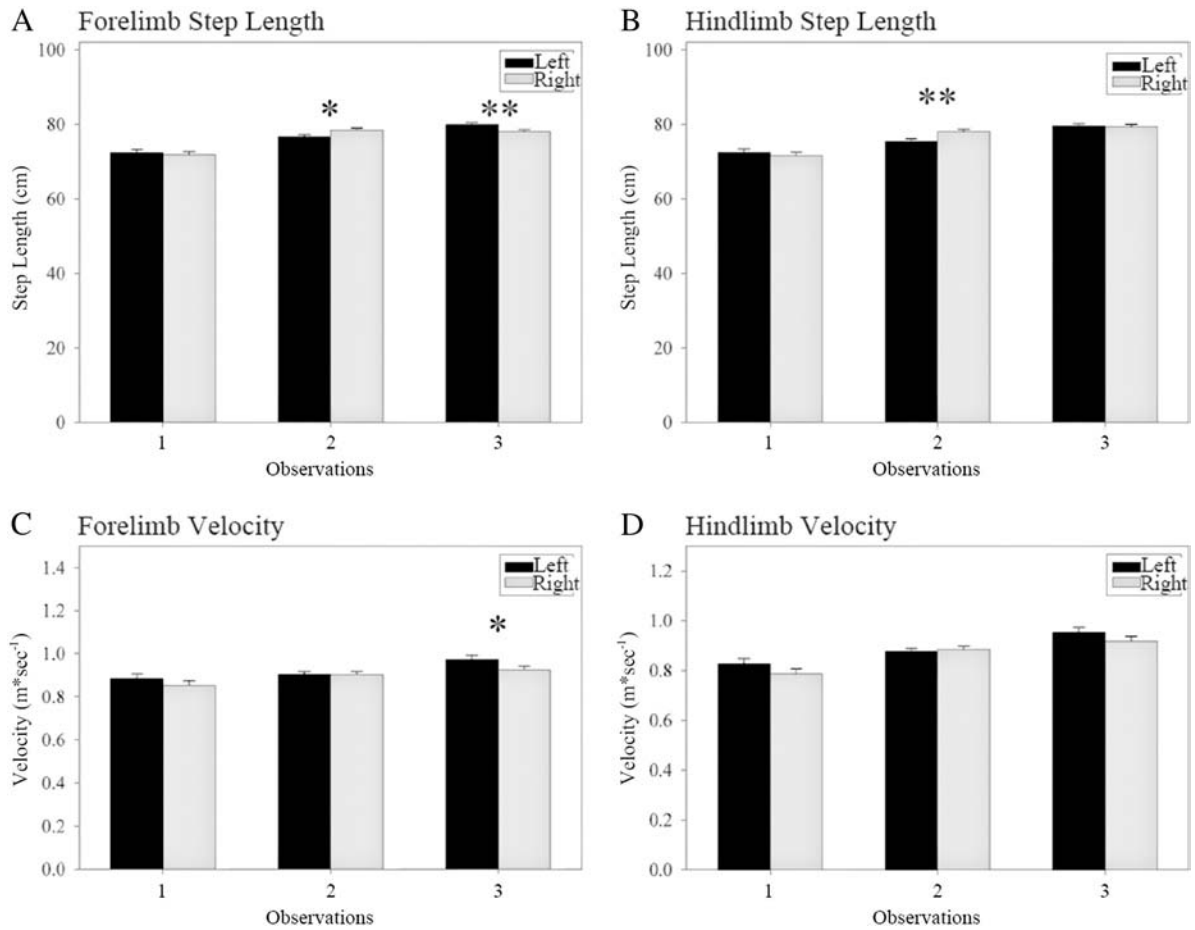 A Forelimb Step Length
Left
Right
100
80
60
40
20
0
Step Length (cm)
*
**
1 2 3
Observations
B Hindlimb Step Length
Left
Right
100
80
60
40
20
0
Step Length (cm)
**
1 2 3
Observations
C Forelimb Velocity
Left
Right
1.4
1.2
1.0
0.8
0.6
0.4
0.2
0.0
Velocity (m*sec⁻¹)
*
1 2 3
Observations
D Hindlimb Velocity
Left
Right
1.2
1.0
0.8
0.6
0.4
0.2
0.0
Velocity (m*sec⁻¹)
1 2 3
Observations